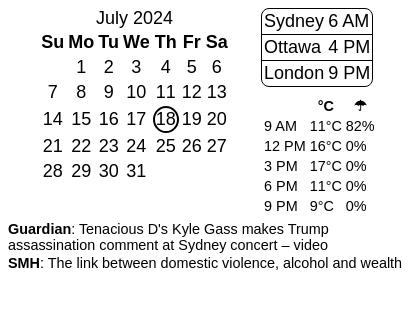 July 2024
Su Mo Tu We Th Fr Sa
1 2 3 4 5 6
7 8 9 10 11 12 13
14 15 16 17 18 19 20
21 22 23 24 25 26 27
28 29 30 31
Sydney 6 AM
Ottawa 4 PM
London 9 PM
°C ☂
9 AM 11°C 82%
12 PM 16°C 0%
3 PM 17°C 0%
6 PM 11°C 0%
9 PM 9°C 0%
Guardian: Tenacious D's Kyle Gass makes Trump
assassination comment at Sydney concert – video
SMH: The link between domestic violence, alcohol and wealth